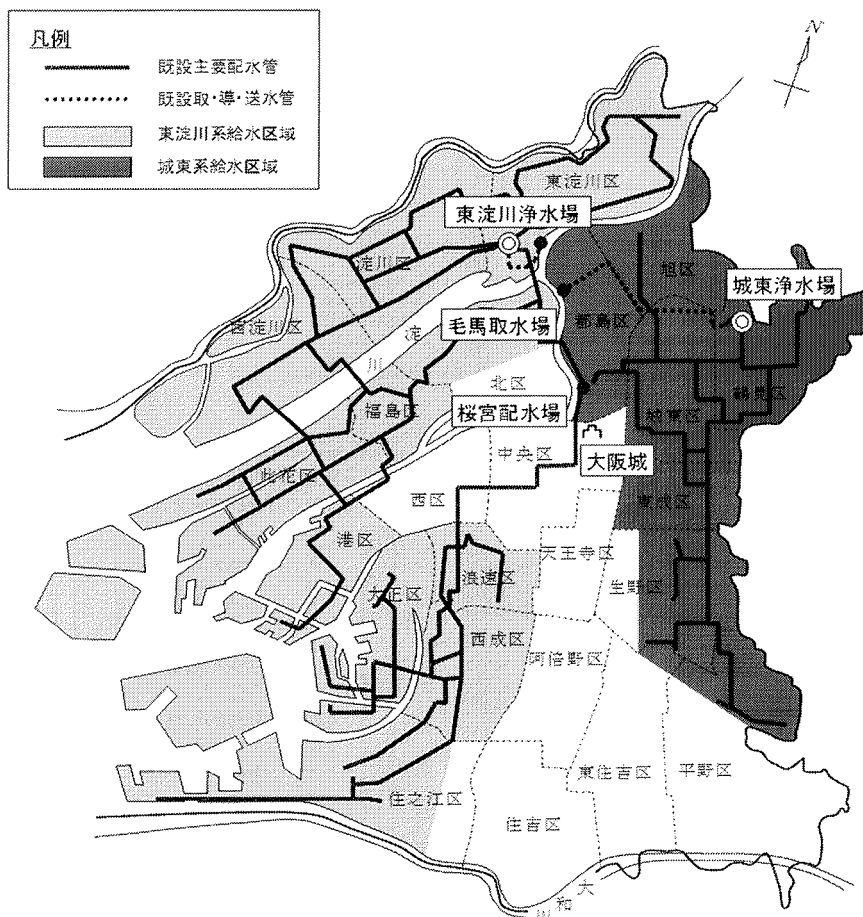 凡例
既設主要配水管
既設取・導・送水管
東淀川系給水区域
城東系給水区域
N
東淀川区
東淀川浄水場
淀川区
旭区
城東浄水場
西淀川区
毛馬取水場
都島区
淀
川
北区
鶴見区
福島区
桜宮配水場
城東区
中央区
大阪城
此花区
西区
東成区
港区
天王寺区
大正区
浪速区
生野区
西成区
阿倍野区
東住吉区
平野区
住之江区
住吉区
大
和
川